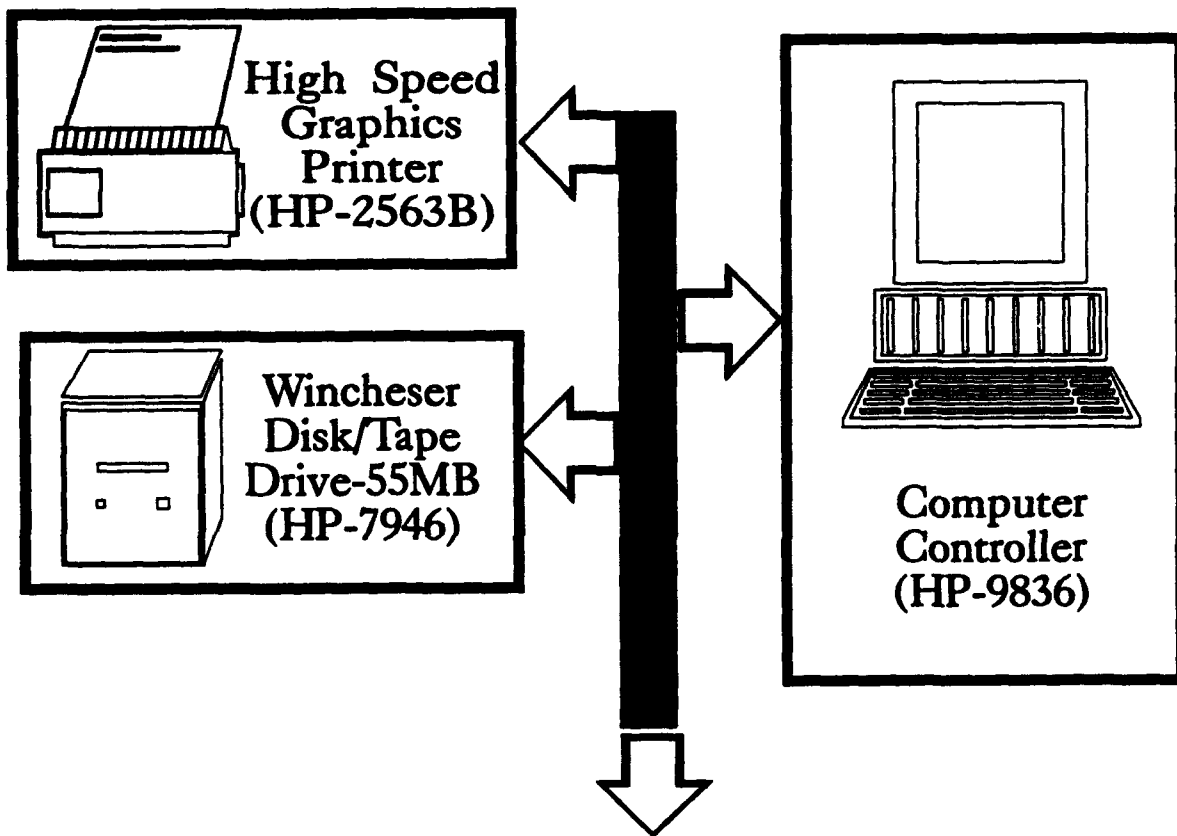 High Speed
Graphics
Printer
(HP-2563B)
Wincheser
Disk/Tape
Drive-55MB
(HP-7946)
Computer
Controller
(HP-9836)